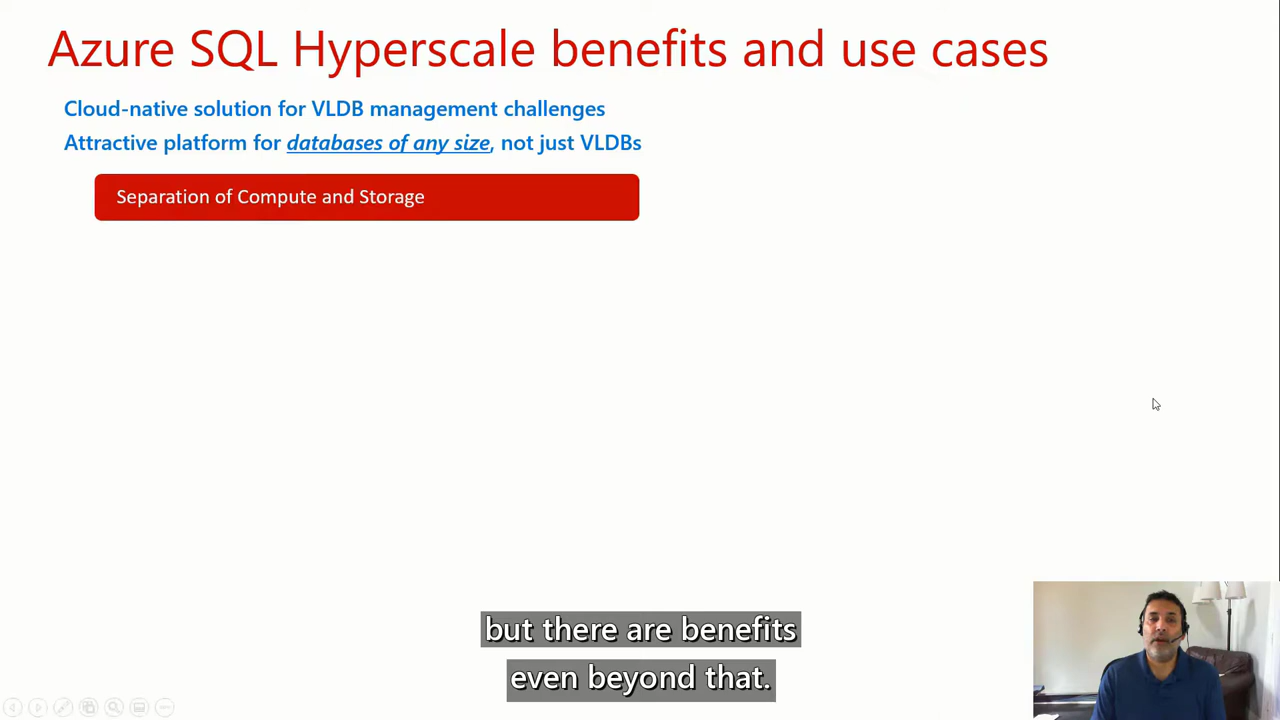 Azure SQL Hyperscale benefits and use cases
Cloud-native solution for VLDB management challenges
Attractive platform for databases of any size, not just VLDBs
Separation of Compute and Storage
but there are benefits
even beyond that.